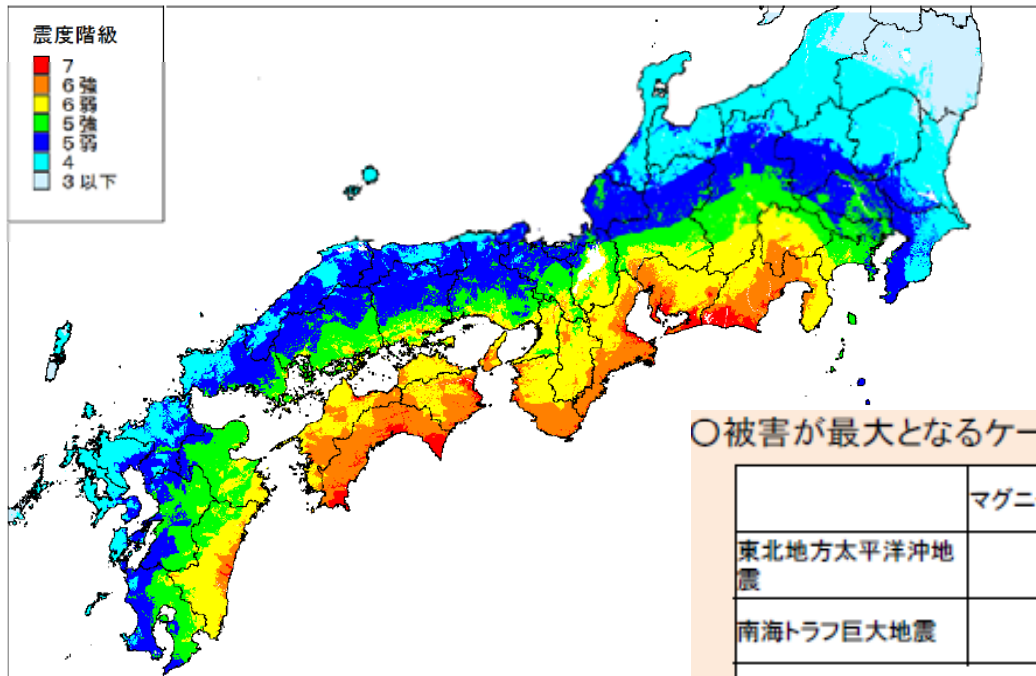 震度階級
7
6強
6弱
5強
5弱
4
3以下
○被害が最大となるケー
マグニ
東北地方太平洋沖地
震
南海トラフ巨大地震